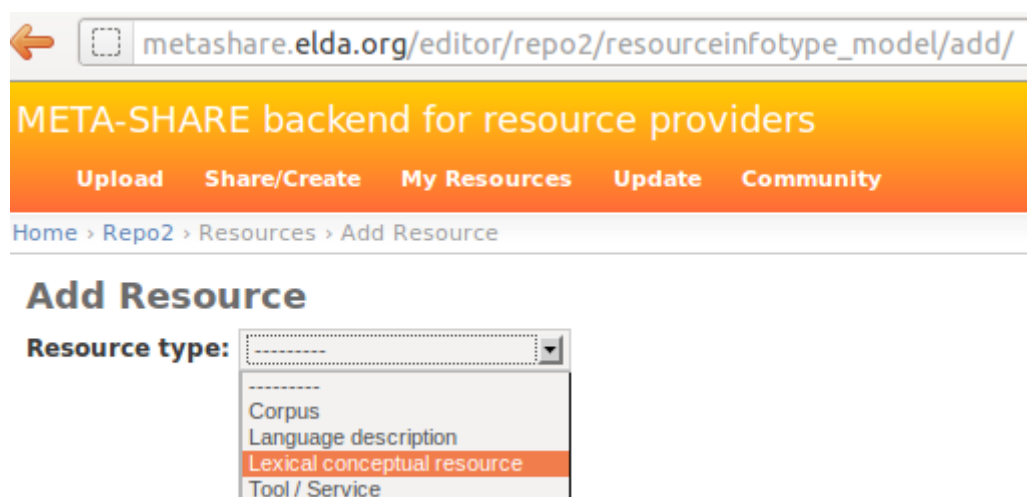 metashare.elda.org/editor/repo2/resourceinfotype_model/add/
META-SHARE backend for resource providers
Upload Share/Create My Resources Update Community
Home › Repo2 › Resources › Add Resource
Add Resource
Resource type: ---------
---------
Corpus
Language description
Lexical conceptual resource
Tool / Service